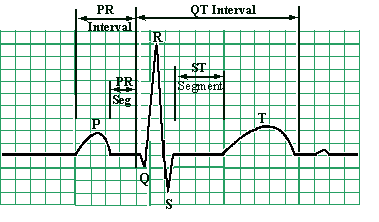 PR
Interval
QT Interval
R
PR
Seg
ST
Segment
P
T
Q
S